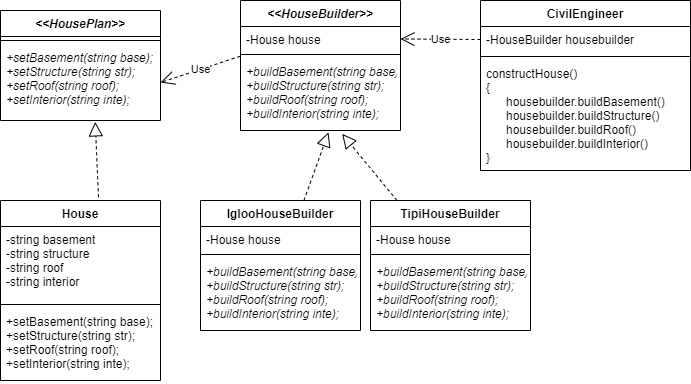 <<HousePlan>>
+setBasement(string base);
+setStructure(string str);
+setRoof(string roof);
+setInterior(string inte);
Use
<<HouseBuilder>>
-House house
+buildBasement(string base,
+buildStructure(string str);
+buildRoof(string roof);
+buildInterior(string inte);
Use
CivilEngineer
-HouseBuilder housebuilder
constructHouse()
{
housebuilder.buildBasement()
housebuilder.buildStructure()
housebuilder.buildRoof()
housebuilder.buildInterior()
}
House
-string basement
-string structure
-string roof
-string interior
+setBasement(string base);
+setStructure(string str);
+setRoof(string roof);
+setInterior(string inte);
IglooHouseBuilder
-House house
+buildBasement(string base,
+buildStructure(string str);
+buildRoof(string roof);
+buildInterior(string inte);
TipiHouseBuilder
-House house
+buildBasement(string base,
+buildStructure(string str);
+buildRoof(string roof);
+buildInterior(string inte);